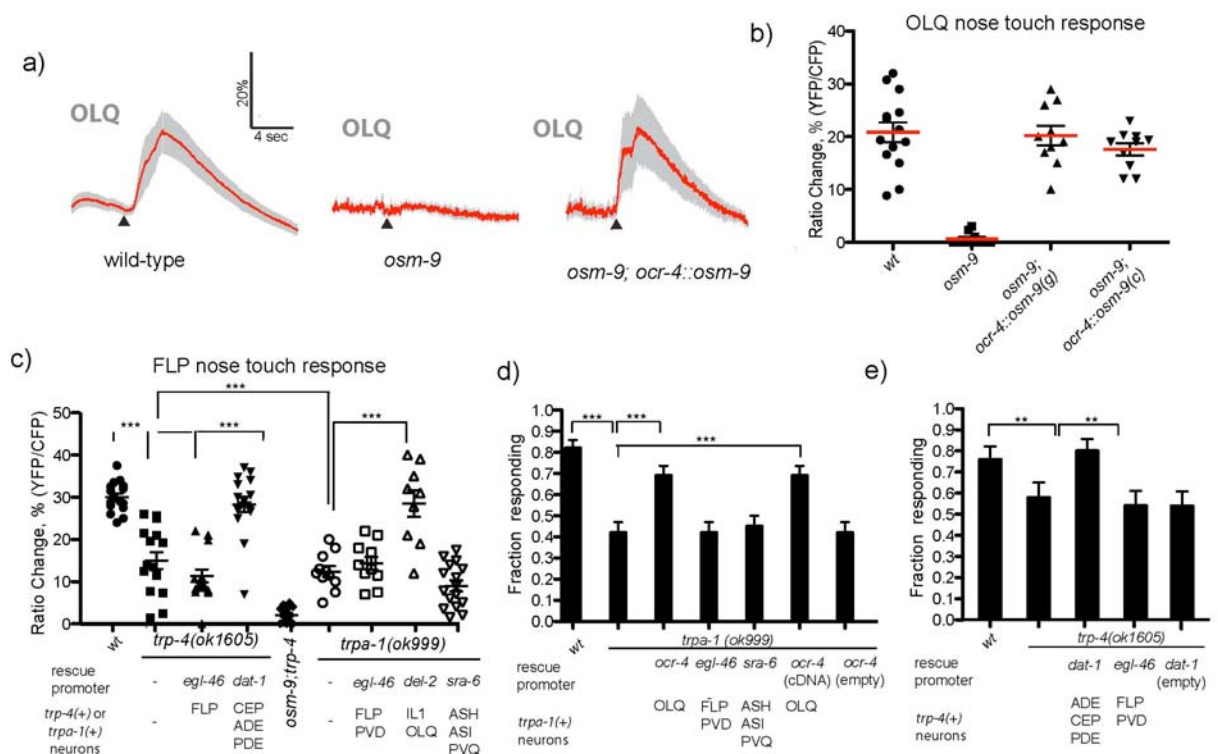 a)
OLQ
20%
4 sec
OLQ
OLQ
wild-type
osm-9
osm-9; ocr-4::osm-9
b)
OLQ nose touch response
Ratio Change, % (YFP/CFP)
40
30
20
10
0
wt
osm-9
osm-9;
ocr-4::osm-9(g)
osm-9;
ocr-4::osm-9(c)
c)
FLP nose touch response
Ratio Change, % (YFP/CFP)
50
40
30
20
10
0
***
***
***
***
wt
trp-4(ok1605)
osm-9;trp-4
trpa-1(ok999)
rescue
promoter
- egl-46 dat-1 - egl-46 del-2 sra-6
trp-4(+) or
trpa-1(+)
neurons
- FLP CEP - FLP IL1 ASH
ADE PVD OLQ ASI
PDE PVQ
d)
Fraction responding
1.0
0.9
0.8
0.7
0.6
0.5
0.4
0.3
0.2
0.1
0.0
*** ***
***
wt
trpa-1 (ok999)
rescue
promoter
ocr-4 egl-46 sra-6 ocr-4 ocr-4
(cDNA) (empty)
-
trpa-1(+)
neurons
OLQ FLP ASH OLQ
PVD ASI
PVQ
e)
Fraction responding
1.0
0.9
0.8
0.7
0.6
0.5
0.4
0.3
0.2
0.1
0.0
** **
wt
trp-4(ok1605)
rescue
promoter
dat-1 egl-46 dat-1
(empty)
trp-4(+)
neurons
ADE FLP
CEP PVD
PDE